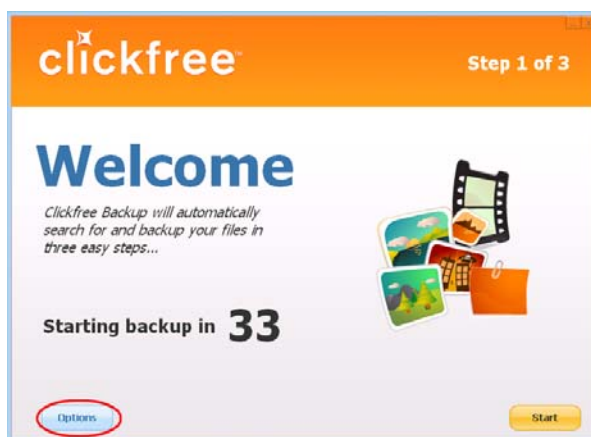 clickfree™
Step 1 of 3
Welcome
Clickfree Backup will automatically
search for and backup your files in
three easy steps...
Starting backup in 33
Options
Start